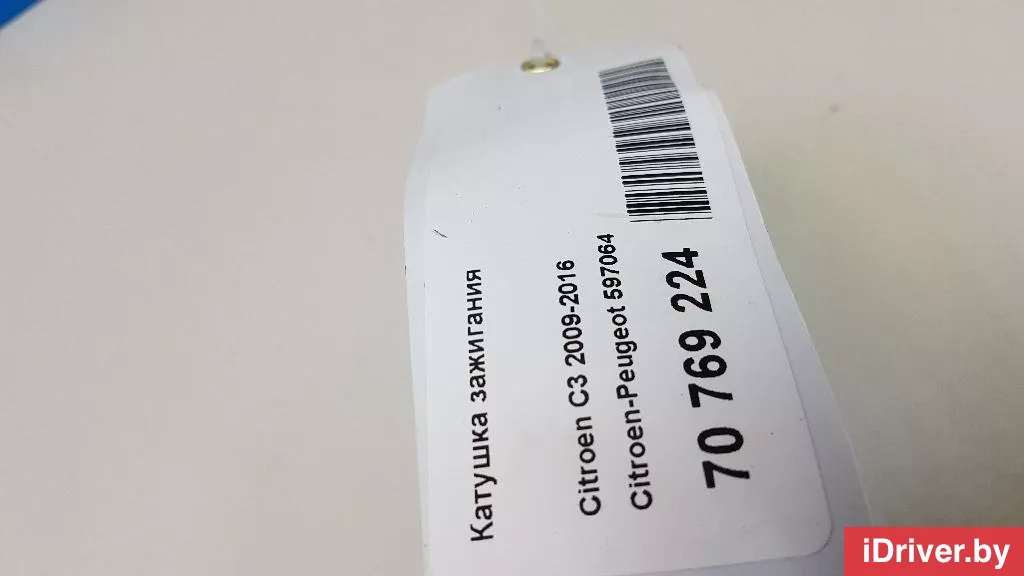 Катушка зажигания
Citroen C3 2009-2016
Citroen-Peugeot 597064
70 769 224
iDriver.by